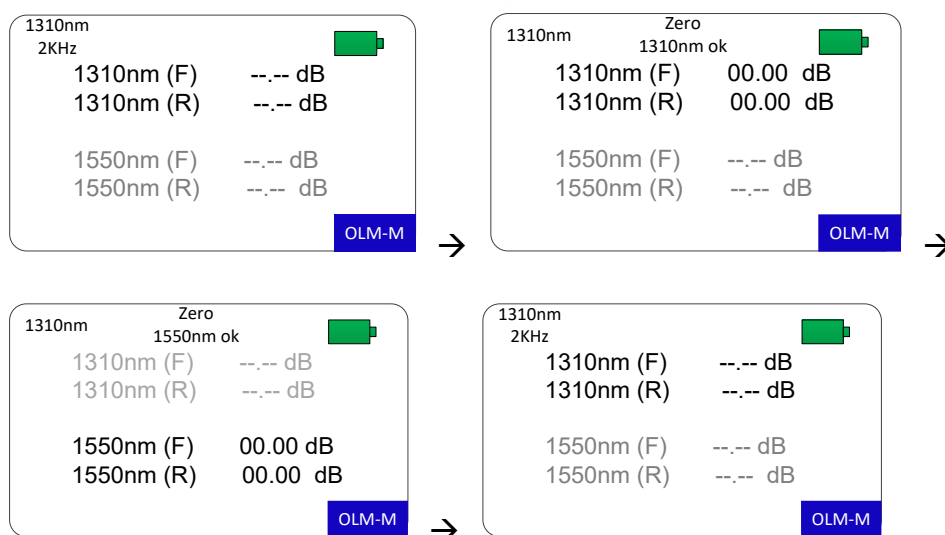 1310nm
2KHz
1310nm (F) --.-- dB
1310nm (R) --.-- dB
1550nm (F) --.-- dB
1550nm (R) --.-- dB
OLM-M
→
Zero
1310nm
1310nm ok
1310nm (F) 00.00 dB
1310nm (R) 00.00 dB
1550nm (F) --.-- dB
1550nm (R) --.-- dB
OLM-M
→
Zero
1310nm
1550nm ok
1310nm (F) --.-- dB
1310nm (R) --.-- dB
1550nm (F) 00.00 dB
1550nm (R) 00.00 dB
OLM-M
→
1310nm
2KHz
1310nm (F) --.-- dB
1310nm (R) --.-- dB
1550nm (F) --.-- dB
1550nm (R) --.-- dB
OLM-M